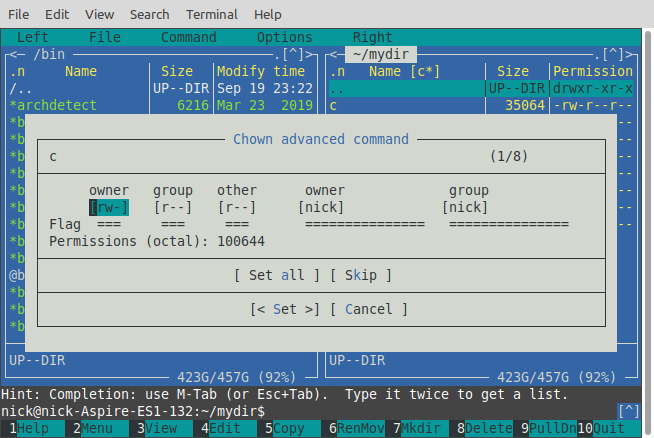 File Edit View Search Terminal Help
Left File Command Options Right
<— /bin .[^]> <— ~/mydir .[^]>
.n Name Size Modify time .n Name [c*] Size Permission
/.. UP--DIR Sep 19 23:22 .. UP--DIR drwxr-xr-x
*archdetect 6216 Mar 23 2019 c 35064 -rw-r--r--
*b --
*b Chown advanced command --
*b c (1/8) --
*b --
*b owner group other owner group --
*b [rw-] [r--] [r--] [nick] [nick] --
*b Flag === === === =============== =============== --
*b Permissions (octal): 100644
*b
@b [ Set all ] [ Skip ]
*b
*b [< Set >] [ Cancel ]
*b
UP--DIR UP--DIR
423G/457G (92%) 423G/457G (92%)
Hint: Completion: use M-Tab (or Esc+Tab). Type it twice to get a list.
nick@nick-Aspire-ES1-132:~/mydir$ [^]
1Help 2Menu 3View 4Edit 5Copy 6RenMov 7Mkdir 8Delete 9PullDn 10Quit